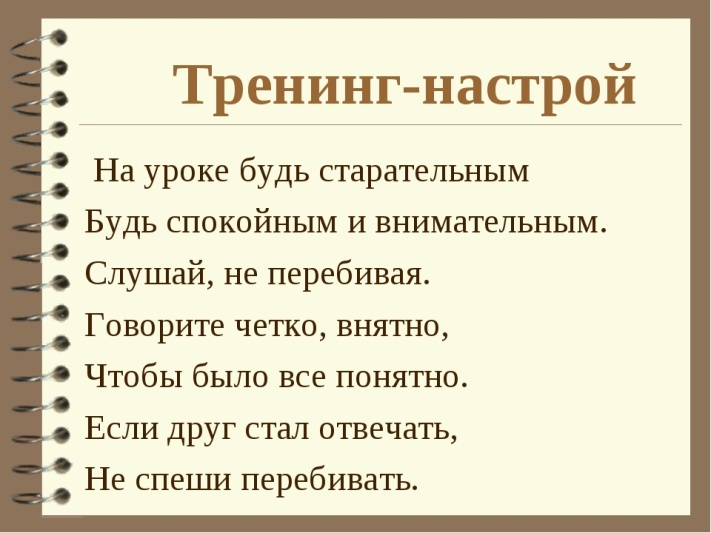 Тренинг-настрой
На уроке будь старательным
Будь спокойным и внимательным.
Слушай, не перебивая.
Говорите четко, внятно,
Чтобы было все понятно.
Если друг стал отвечать,
Не спеши перебивать.